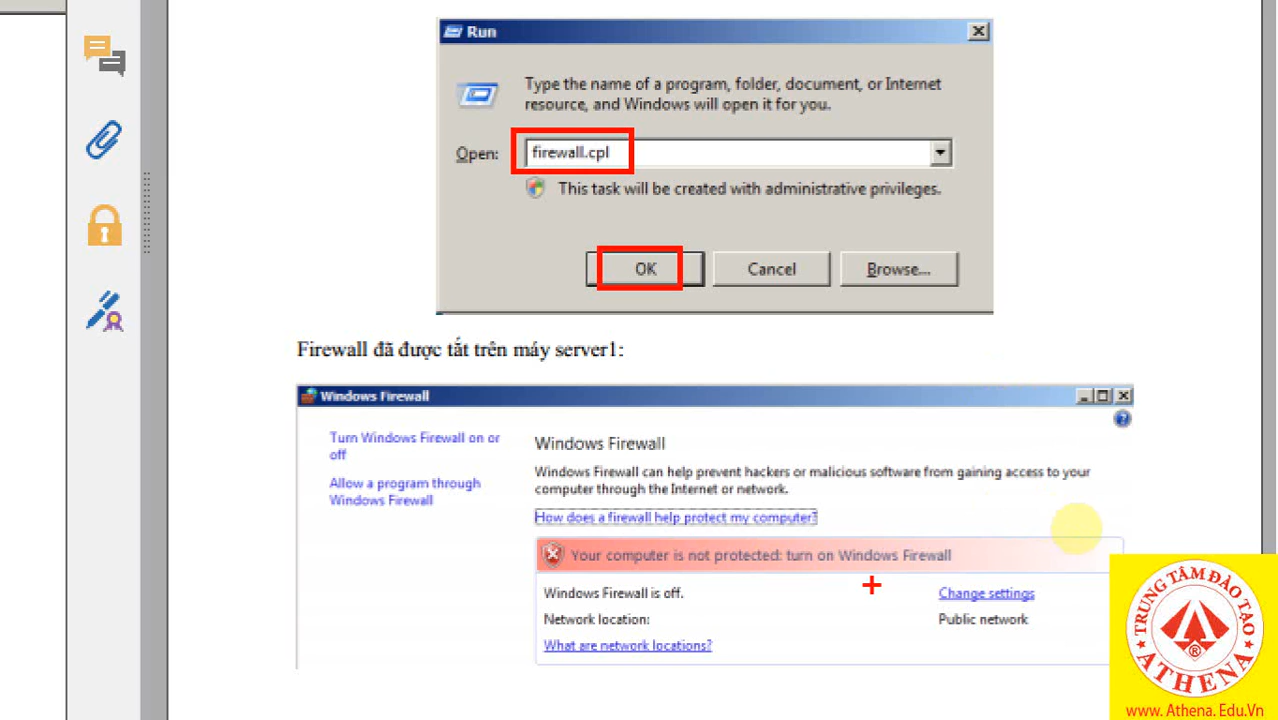 Run
Type the name of a program, folder, document, or Internet
resource, and Windows will open it for you.
Open: firewall.cpl
This task will be created with administrative privileges.
OK Cancel Browse...
Firewall đã được tắt trên máy server1:
Windows Firewall
Turn Windows Firewall on or
off
Allow a program through
Windows Firewall
Windows Firewall
Windows Firewall can help prevent hackers or malicious software from gaining access to your
computer through the Internet or network.
How does a firewall help protect my computer?
Your computer is not protected: turn on Windows Firewall
Windows Firewall is off. Change settings
Network location: Public network
What are network locations?
TRUNG TÂM ĐÀO TẠO
ATHENA
www.Athena.Edu.Vn